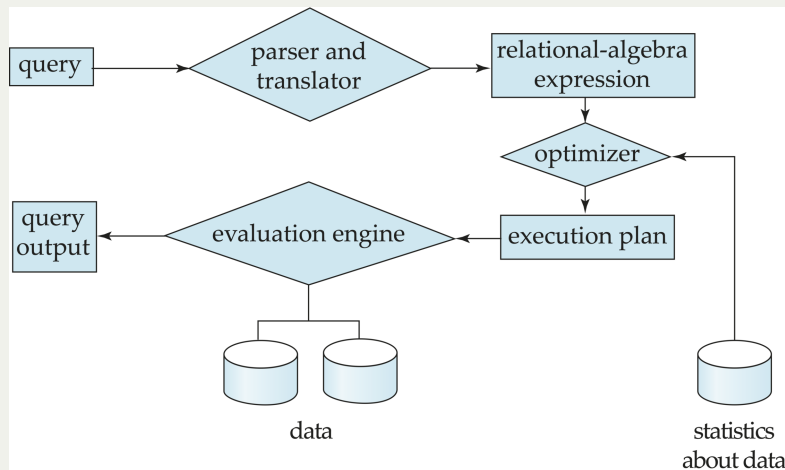 query
parser and
translator
relational-algebra
expression
optimizer
query
output
evaluation engine
execution plan
data
statistics
about data